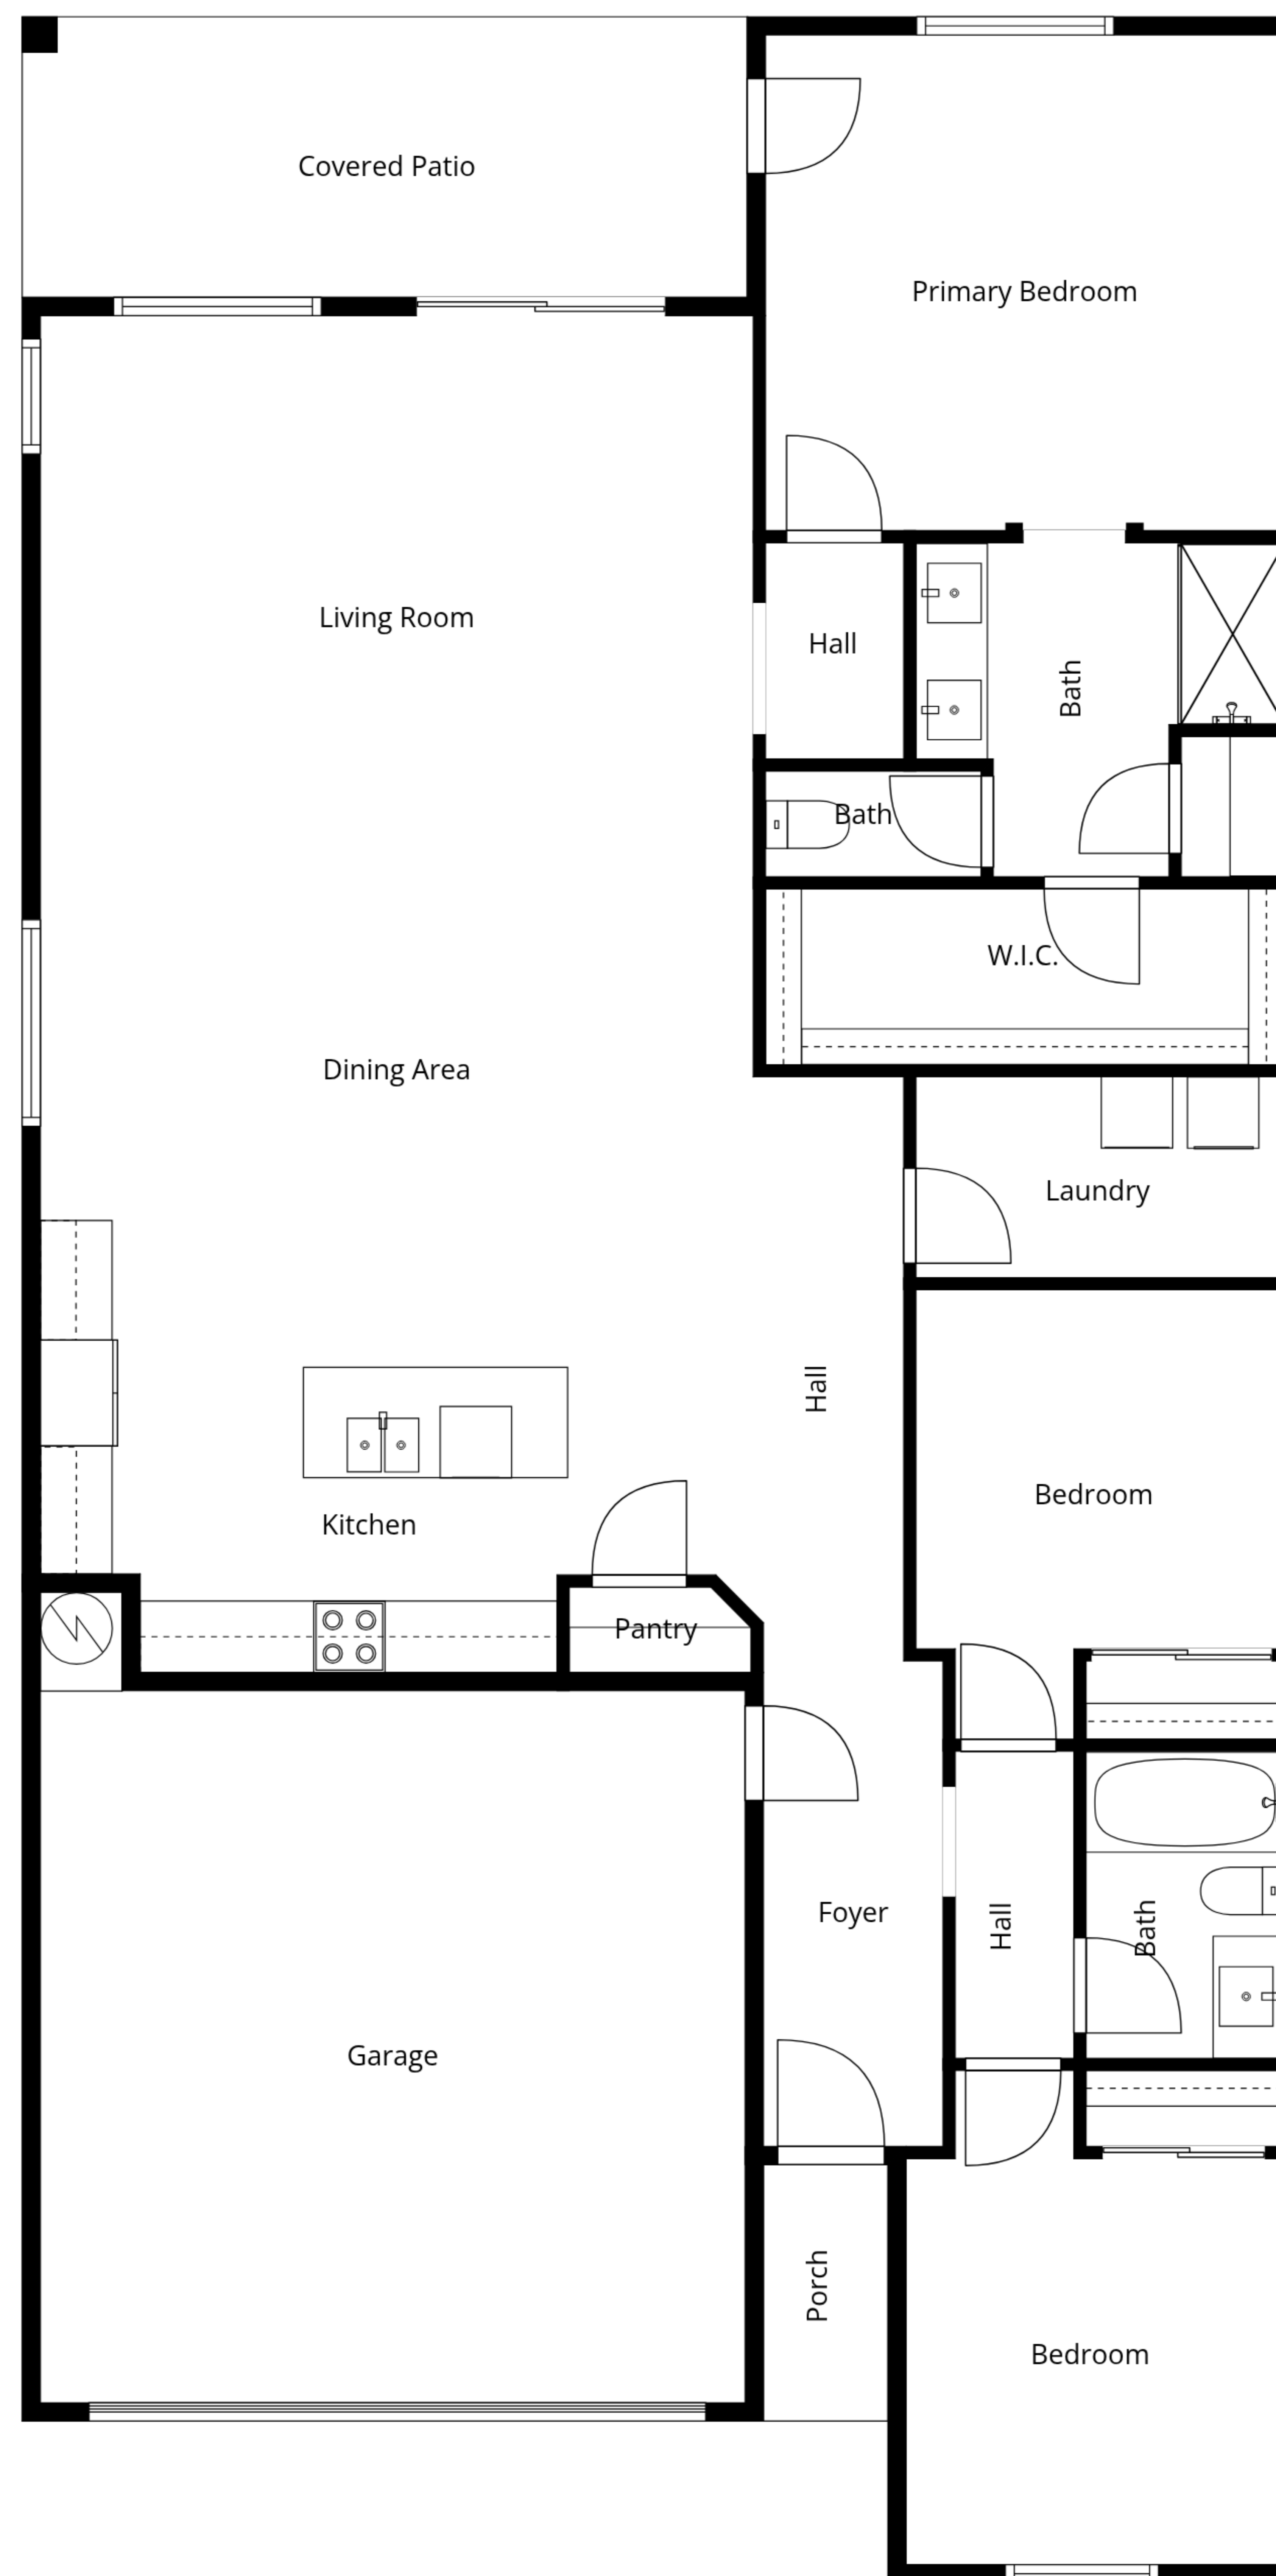 Covered Patio
Primary Bedroom
Living Room
Hall
Bath
Bath
W.I.C.
Dining Area
Laundry
Hall
Bedroom
Kitchen
Pantry
Foyer
Hall
Bath
Garage
Porch
Bedroom